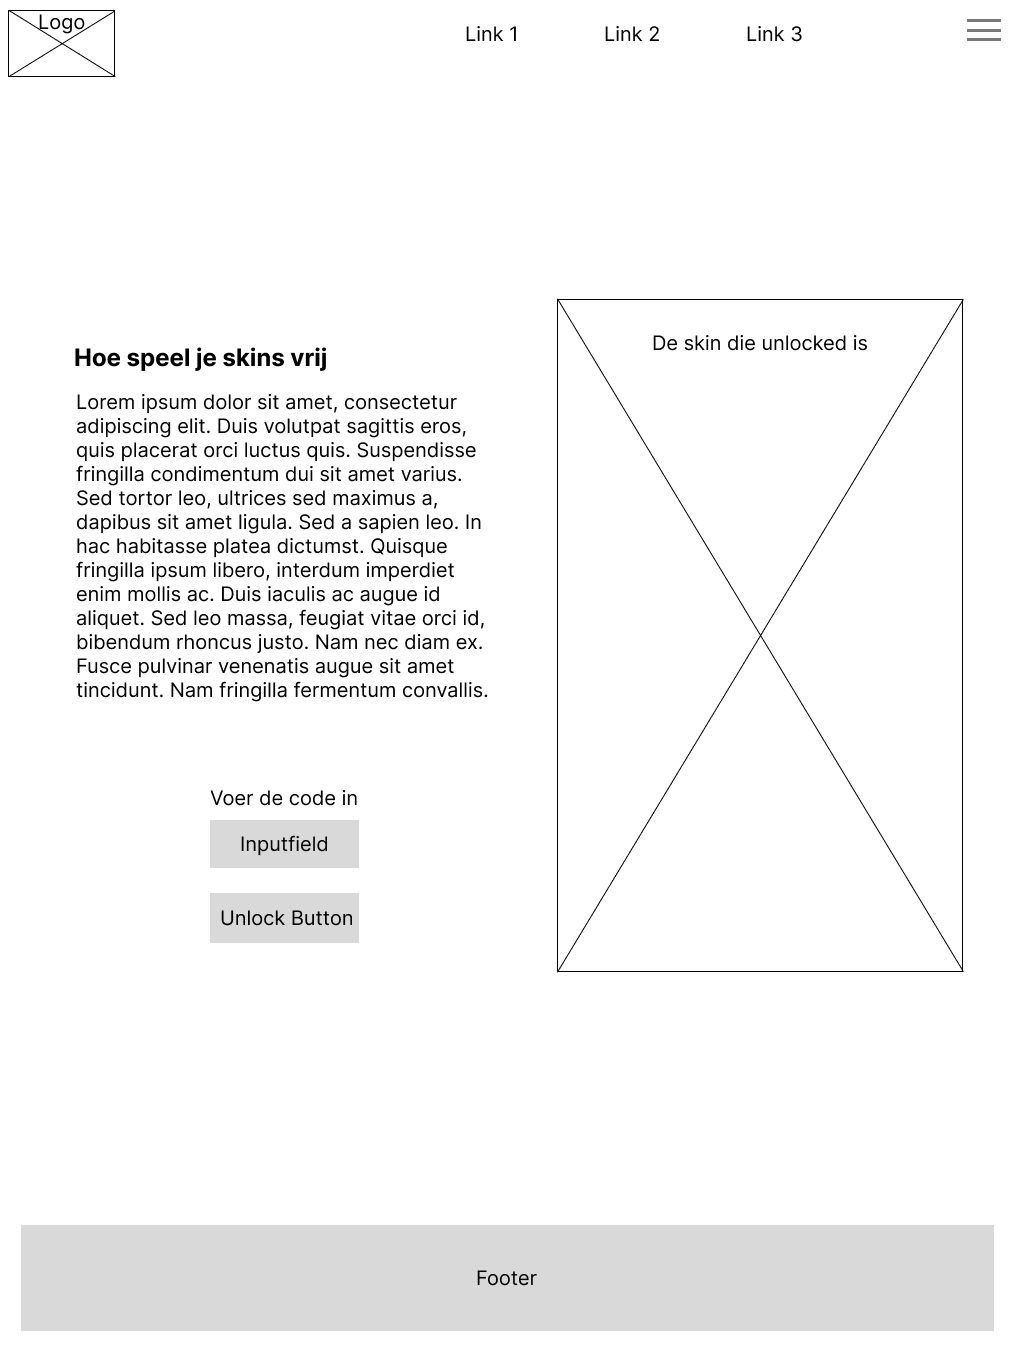 Logo
Link 1
Link 2
Link 3
Hoe speel je skins vrij
Lorem ipsum dolor sit amet, consectetur
adipiscing elit. Duis volutpat sagittis eros,
quis placerat orci luctus quis. Suspendisse
fringilla condimentum dui sit amet varius.
Sed tortor leo, ultrices sed maximus a,
dapibus sit amet ligula. Sed a sapien leo. In
hac habitasse platea dictumst. Quisque
fringilla ipsum libero, interdum imperdiet
enim mollis ac. Duis iaculis ac augue id
aliquet. Sed leo massa, feugiat vitae orci id,
bibendum rhoncus justo. Nam nec diam ex.
Fusce pulvinar venenatis augue sit amet
tincidunt. Nam fringilla fermentum convallis.
Voer de code in
Inputfield
Unlock Button
De skin die unlocked is
Footer